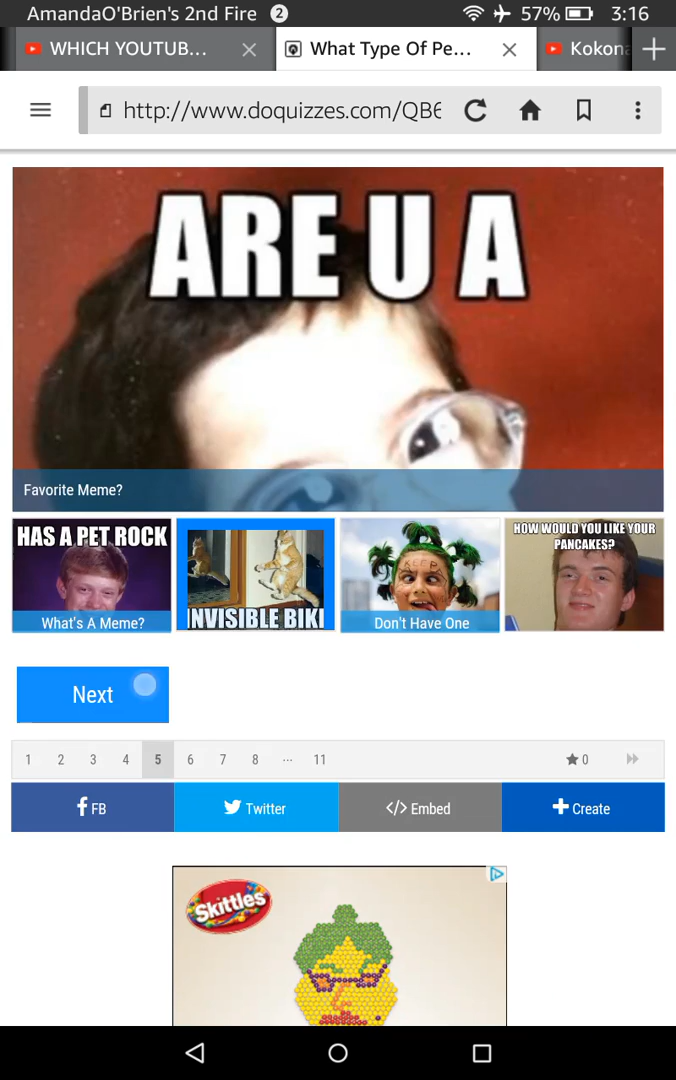 AmandaO'Brien's 2nd Fire 2 57% 3:16
WHICH YOUTUB...
What Type Of Pe...
Kokona
http://www.doquizzes.com/QB6
ARE U A
Favorite Meme?
HAS A PET ROCK
What's A Meme?
INVISIBLE BIK
Don't Have One
HOW WOULD YOU LIKE YOUR
PANCAKES?
Next
1 2 3 4 5 6 7 8 ... 11 0
FB Twitter </> Embed Create
Skittles